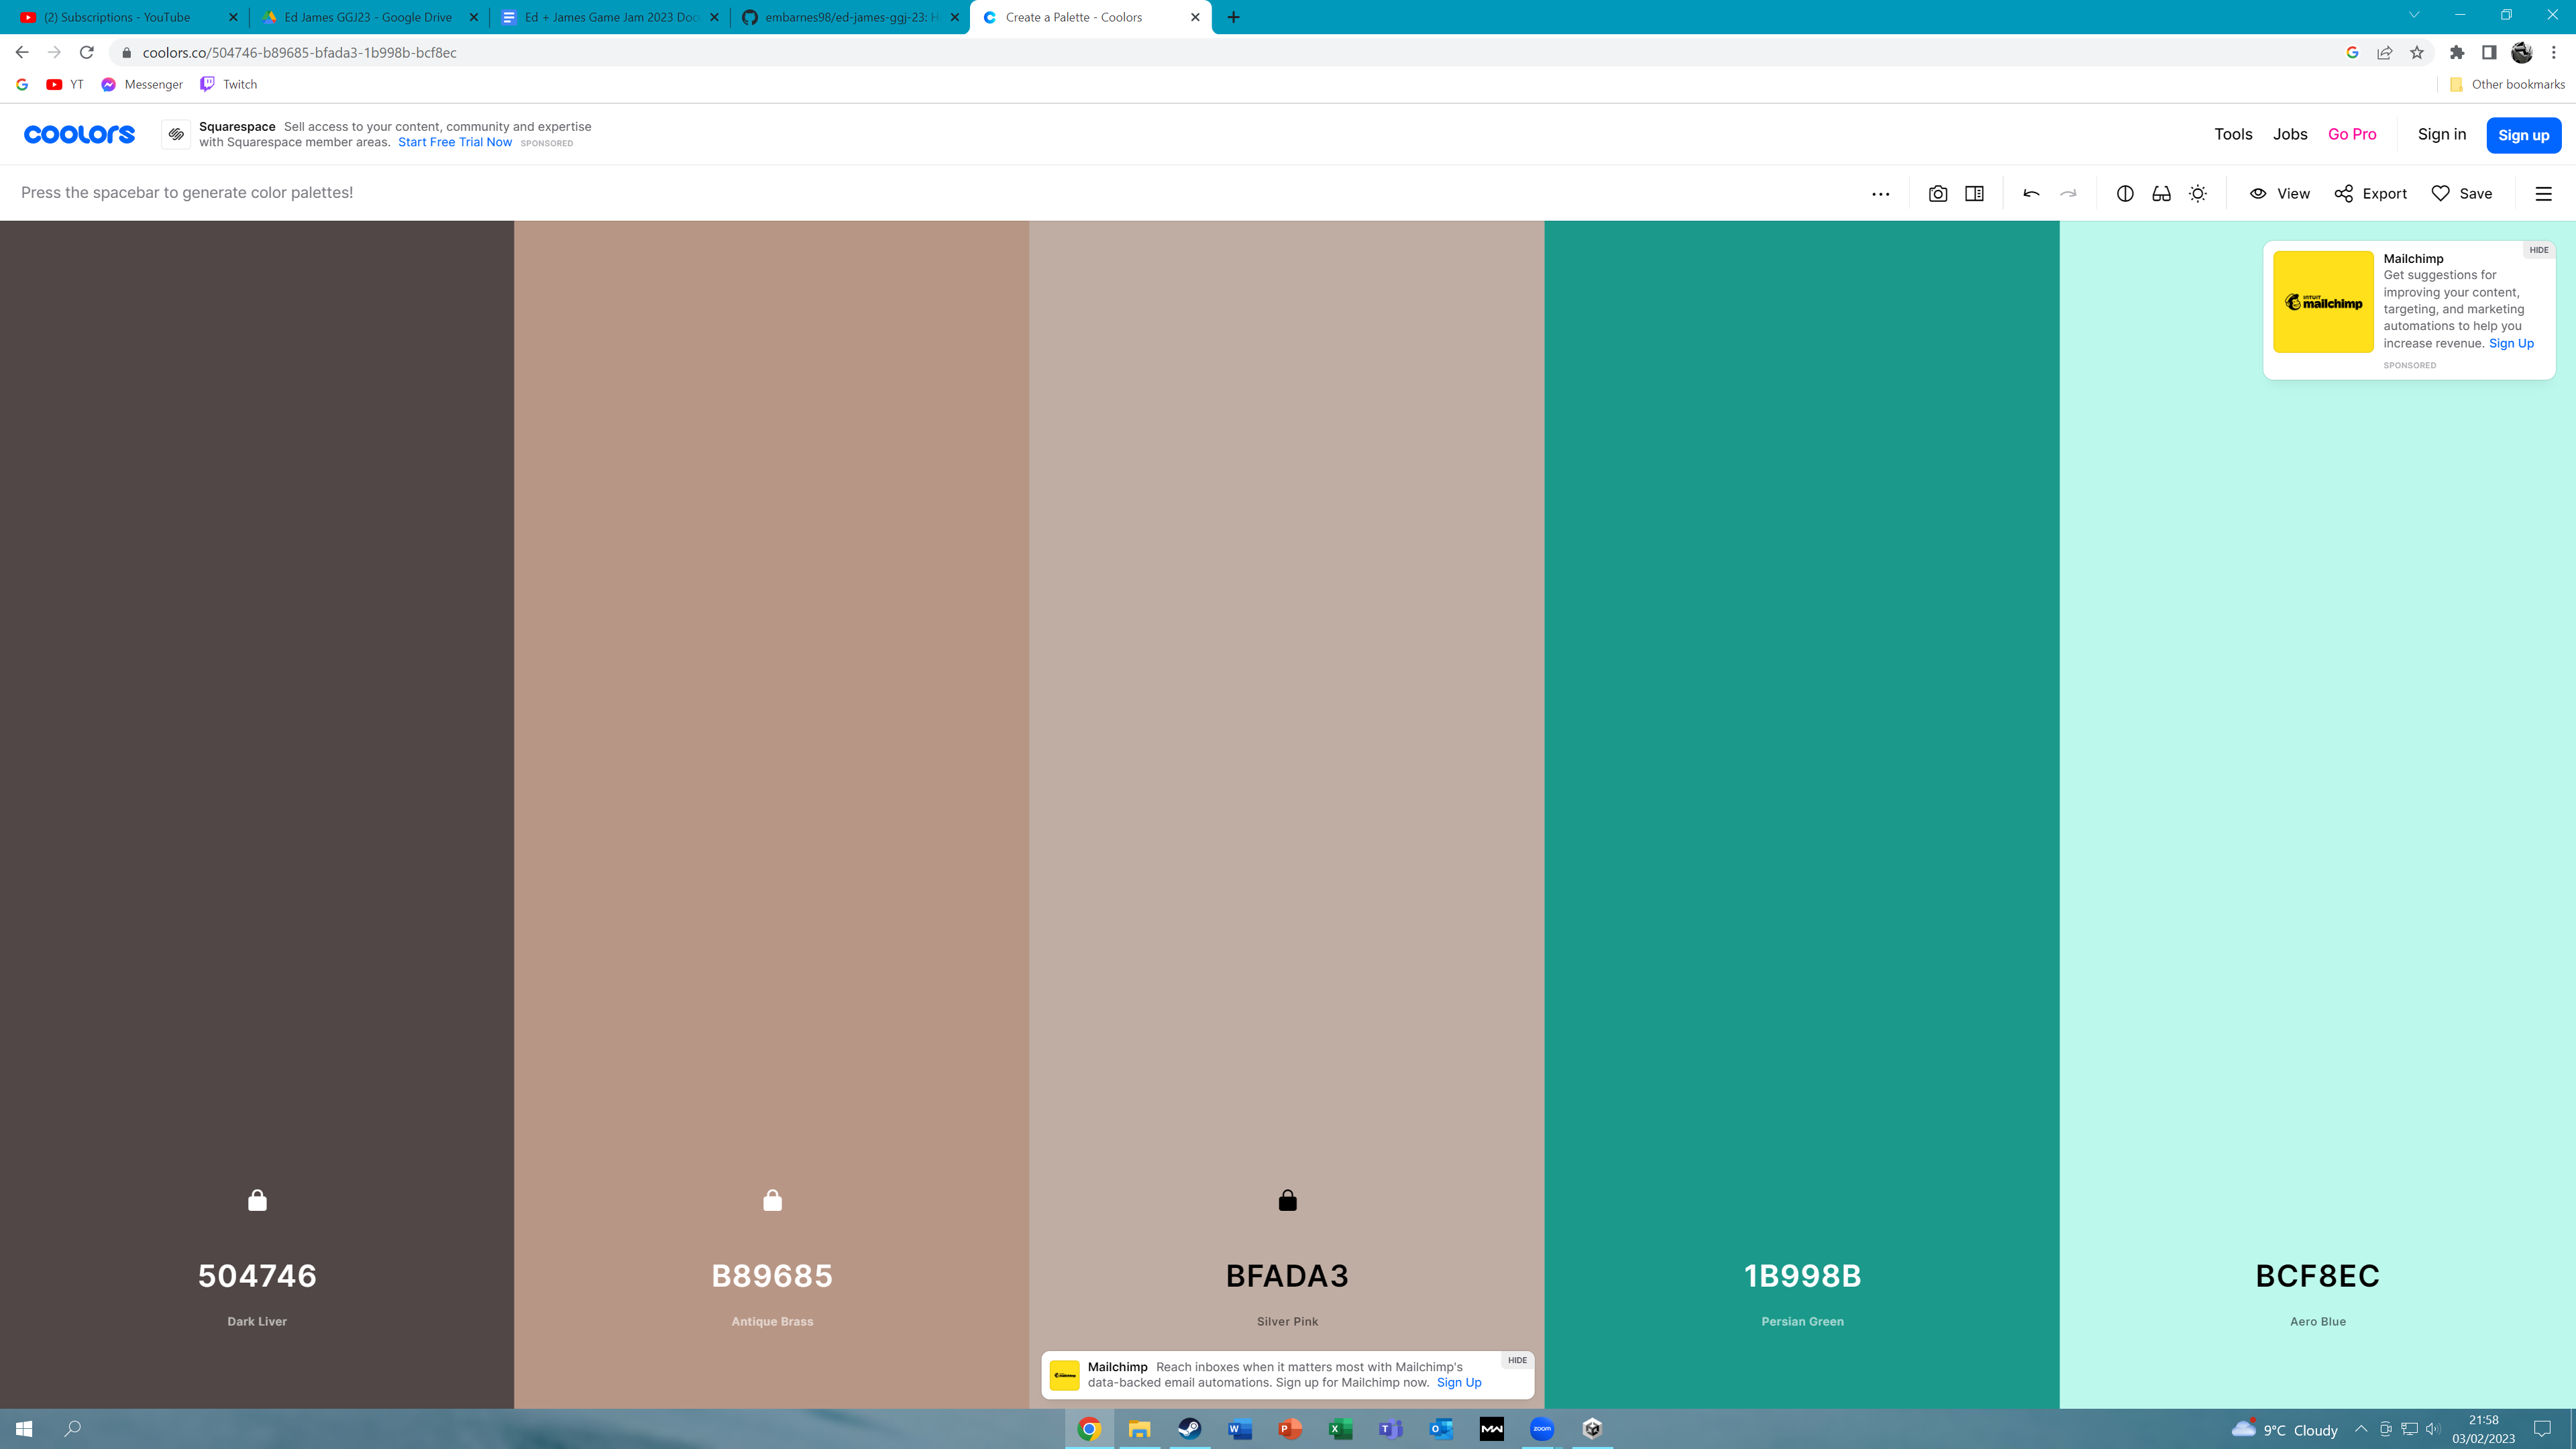 (2) Subscriptions - YouTube
Ed James GGJ23 - Google Drive
Ed + James Game Jam 2023 Doc
embarnes98/ed-james-ggj-23: H
Create a Palette - Coolors
coolors.co/504746-b89685-bfada3-1b998b-bcf8ec
YT
Messenger
Twitch
Other bookmarks
coolors
Squarespace Sell access to your content, community and expertise
with Squarespace member areas. Start Free Trial Now SPONSORED
Tools
Jobs
Go Pro
Sign in
Sign up
Press the spacebar to generate color palettes!
View
Export
Save
HIDE
INTUIT
mailchimp
Mailchimp
Get suggestions for
improving your content,
targeting, and marketing
automations to help you
increase revenue. Sign Up
SPONSORED
504746
Dark Liver
B89685
Antique Brass
BFADA3
Silver Pink
1B998B
Persian Green
BCF8EC
Aero Blue
HIDE
Mailchimp Reach inboxes when it matters most with Mailchimp's
data-backed email automations. Sign up for Mailchimp now. Sign Up
W
P
X
T
O
MW
zoom
9°C Cloudy
21:58
03/02/2023